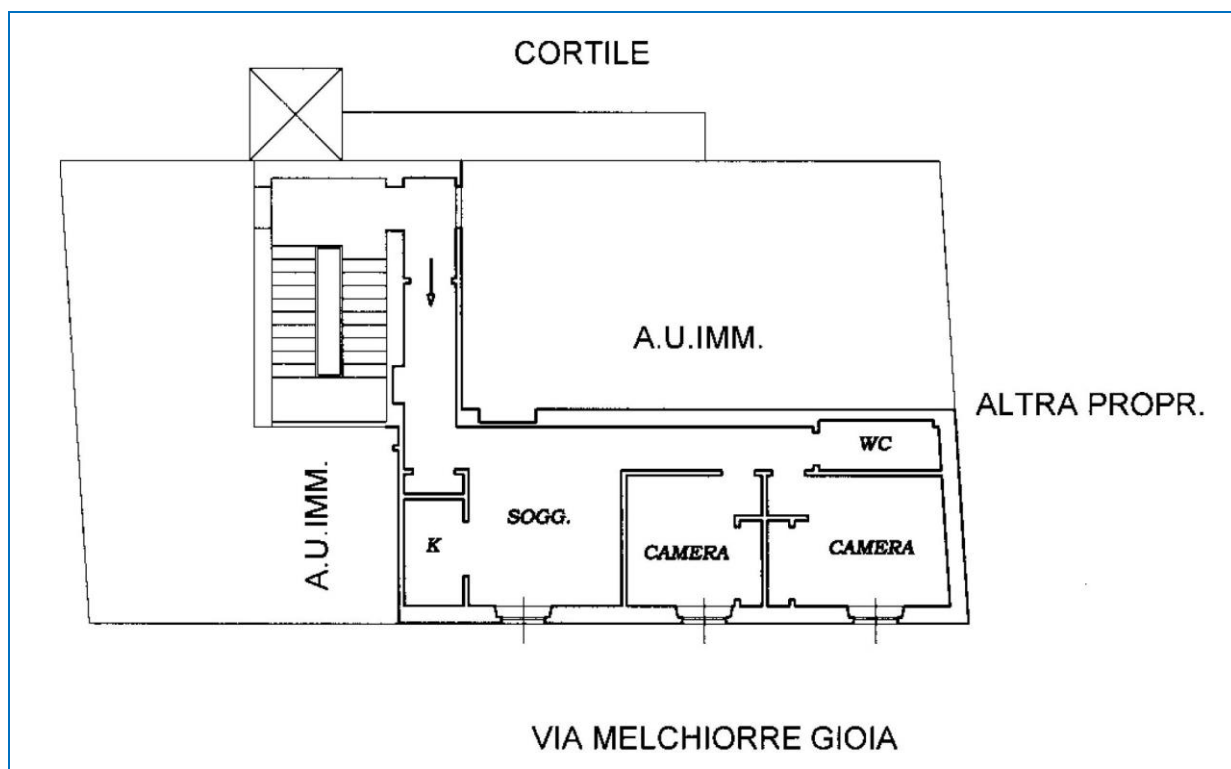 CORTILE
A.U.IMM.
ALTRA PROPR.
WC
A.U.IMM.
SOGG.
K
CAMERA
CAMERA
VIA MELCHIORRE GIOIA